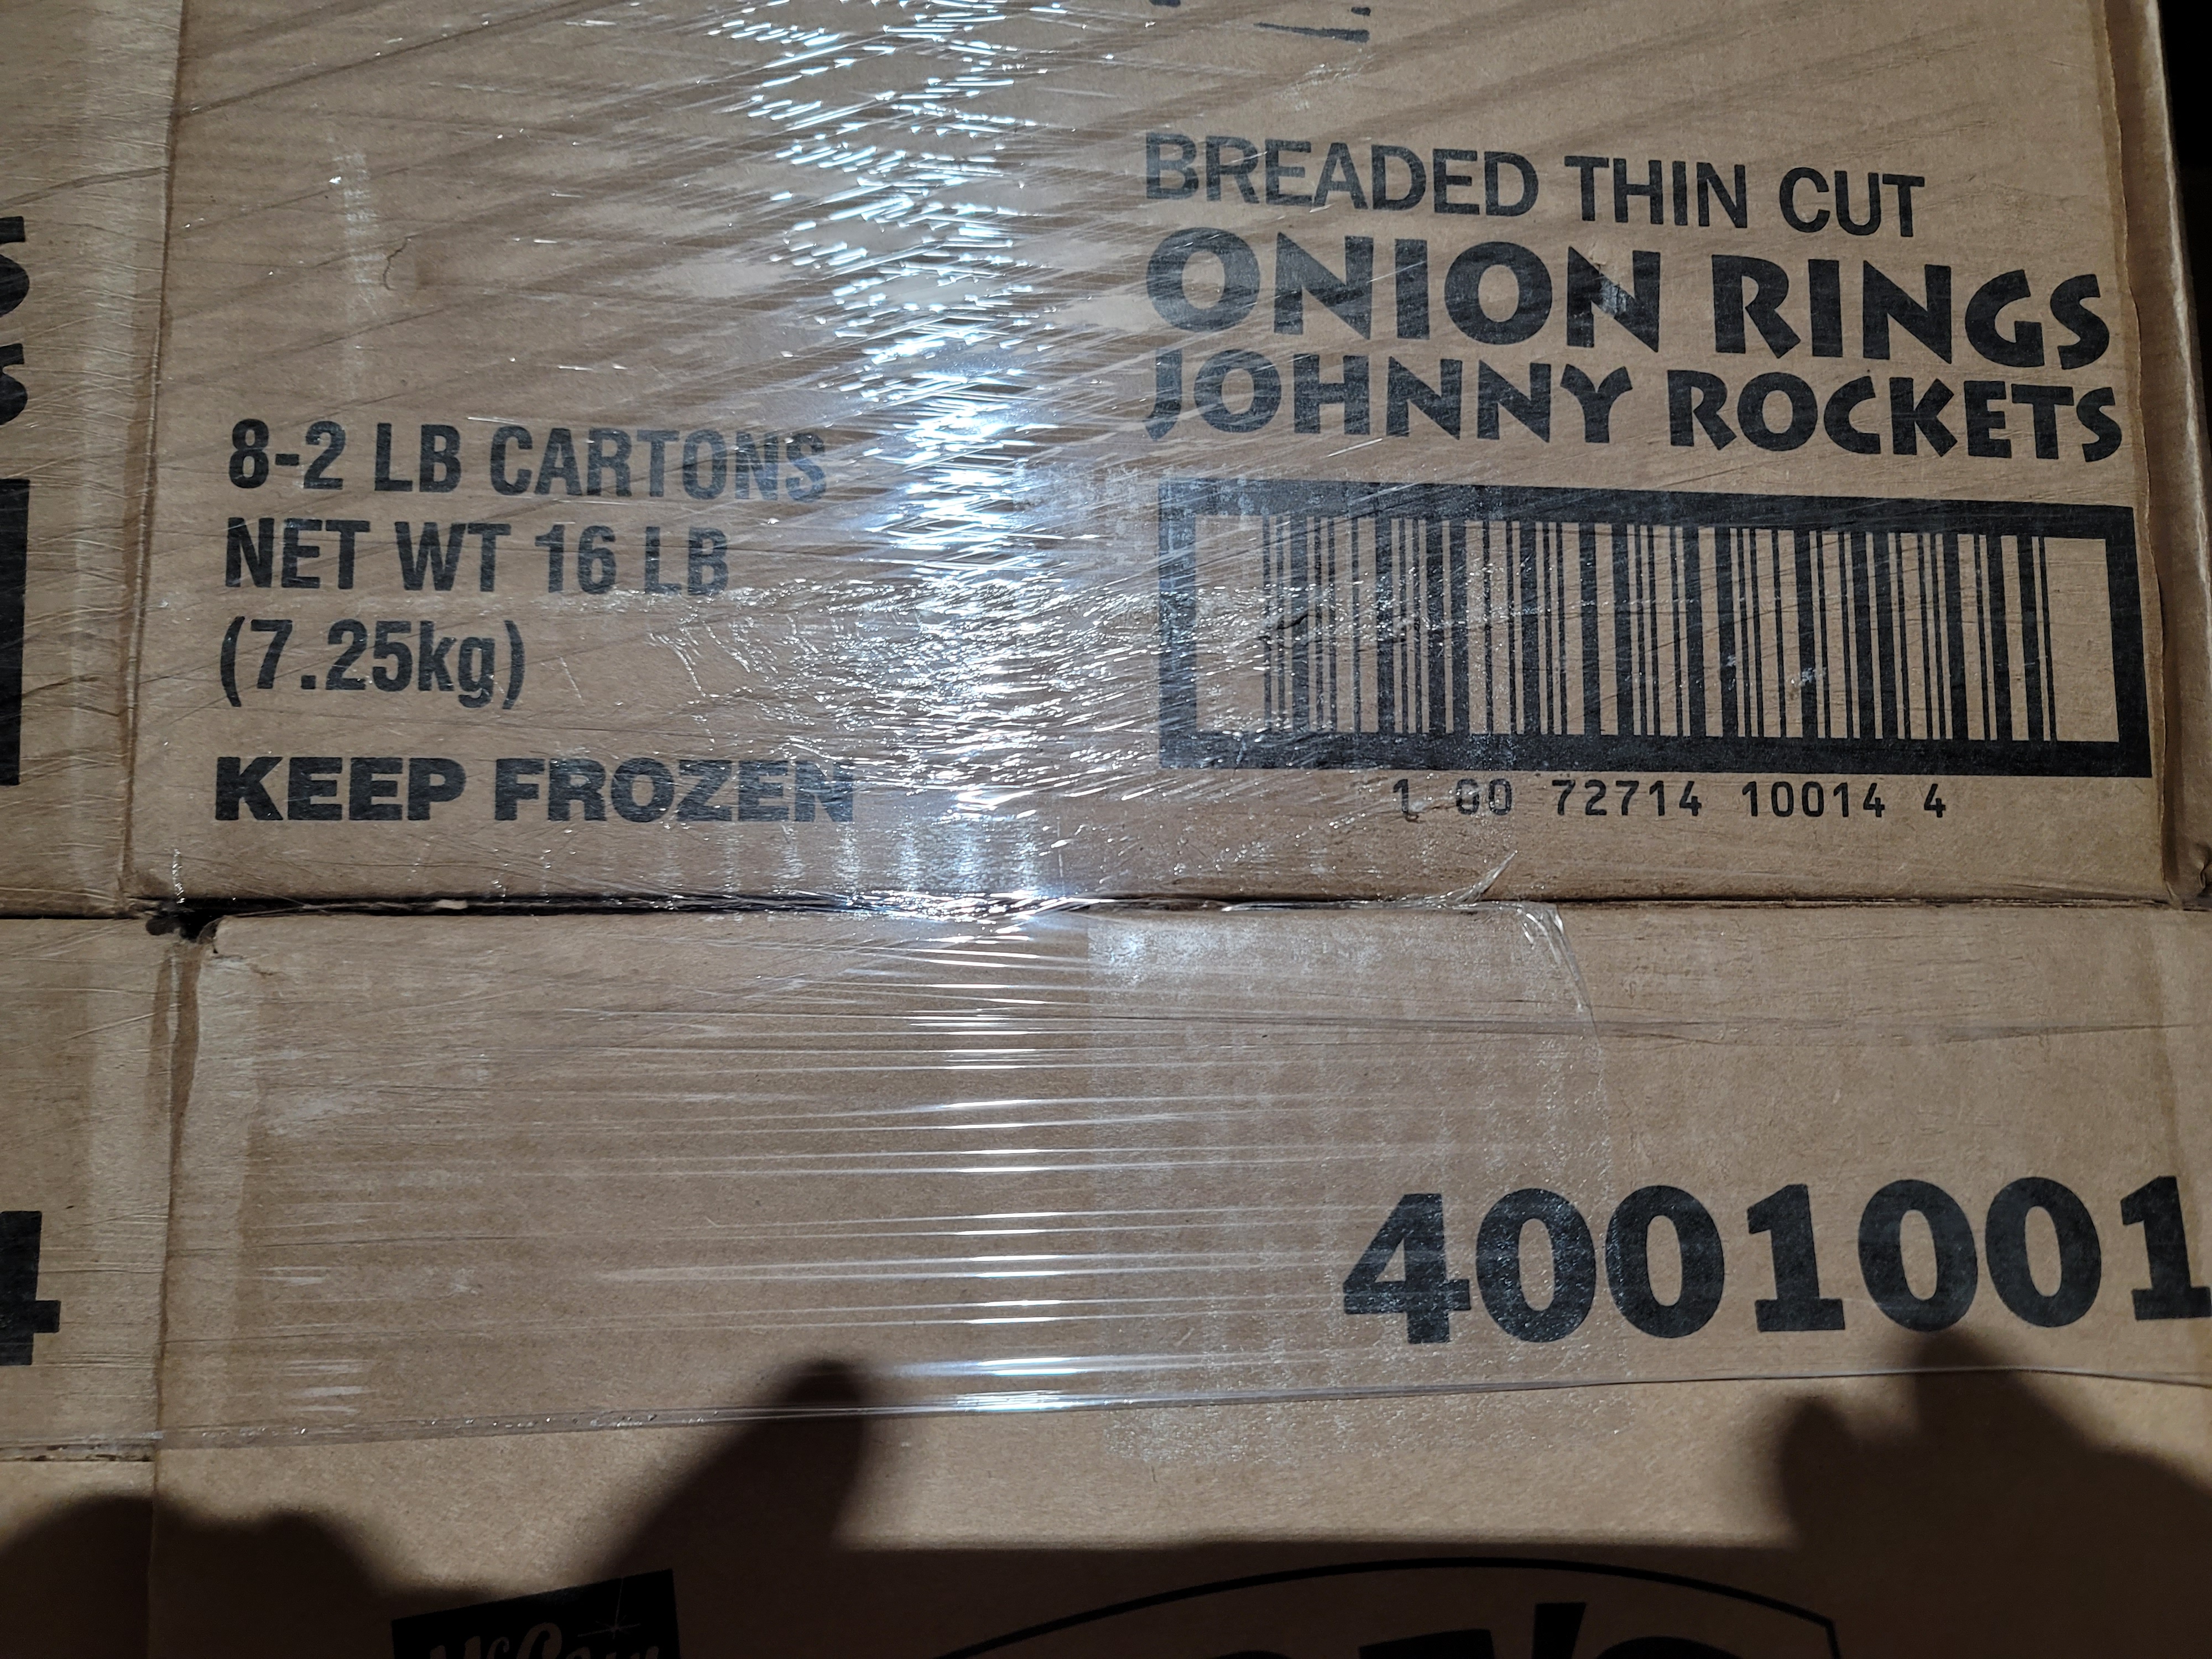 BREADED THIN CUT
ONION RINGS
JOHNNY ROCKETS
8-2 LB CARTONS
NET WT 16 LB
(7.25kg)
KEEP FROZEN
1 00 72714 10014 4
4001001
4